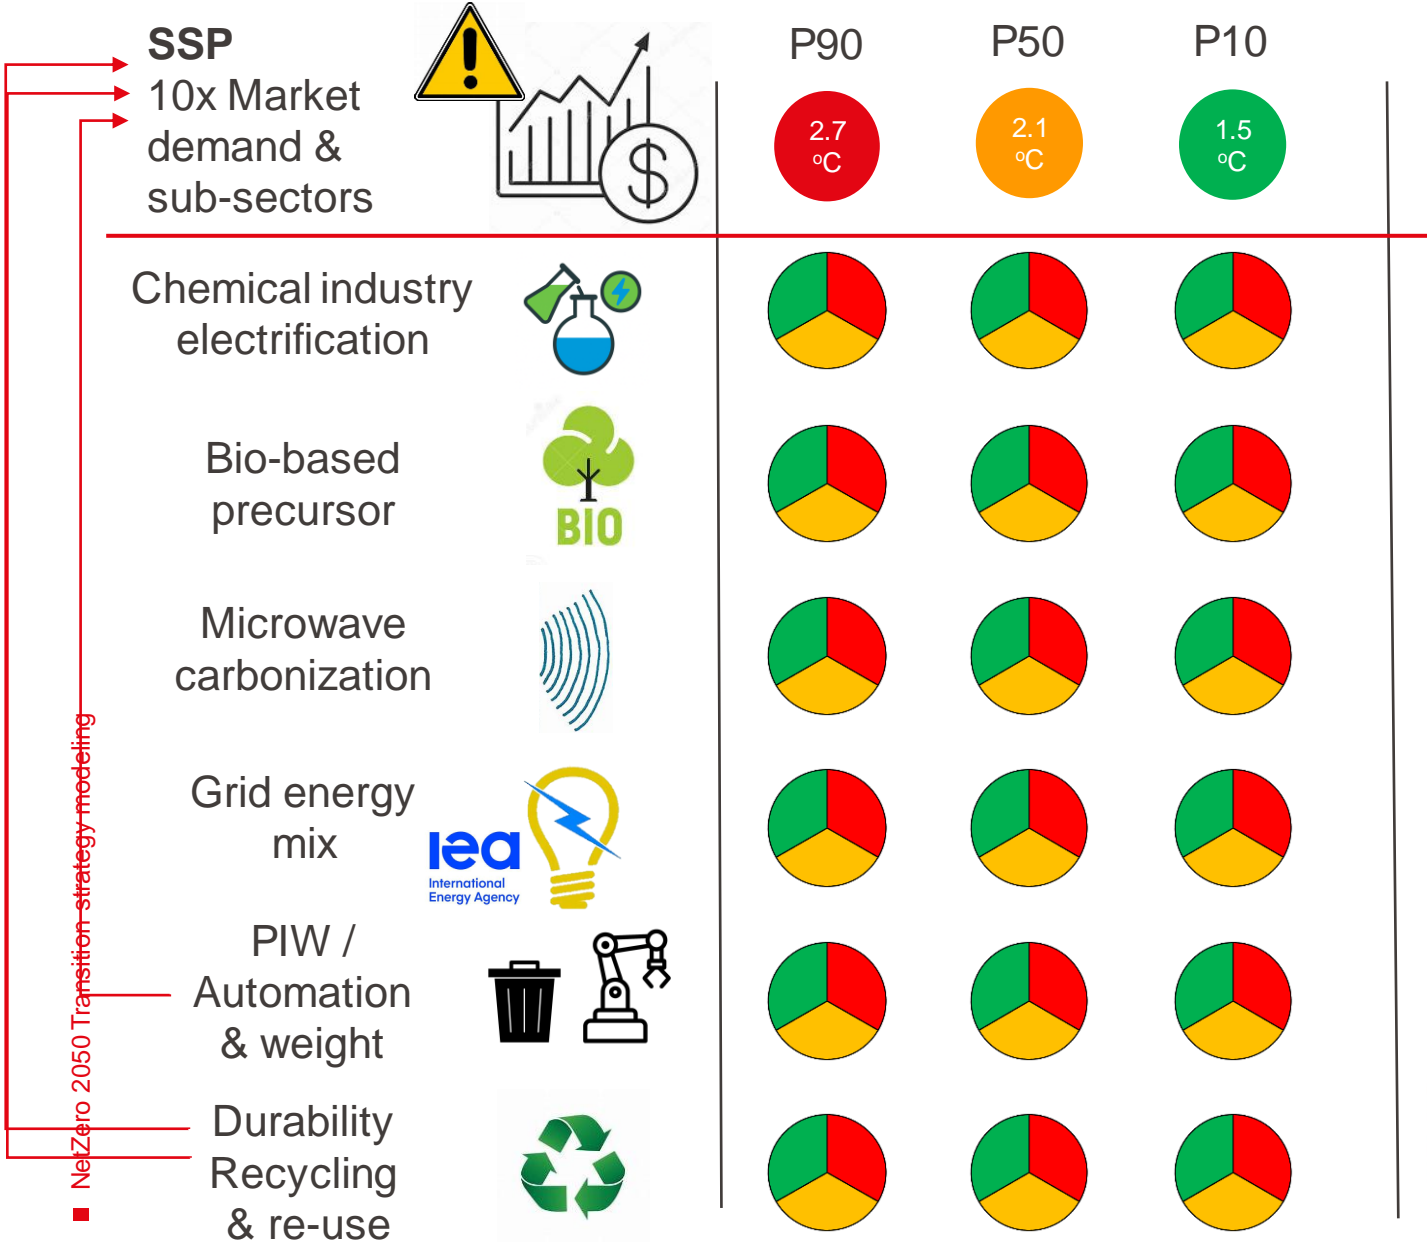 SSP
10x Market
demand &
sub-sectors
P90
P50
P10
2.7
ºC
2.1
ºC
1.5
ºC
Chemical industry
electrification
Bio-based
precursor
BIO
Microwave
carbonization
Grid energy
mix
iea
International
Energy Agency
PIW /
Automation
& weight
Durability
Recycling
& re-use
NetZero 2050 Transition strategy modeling